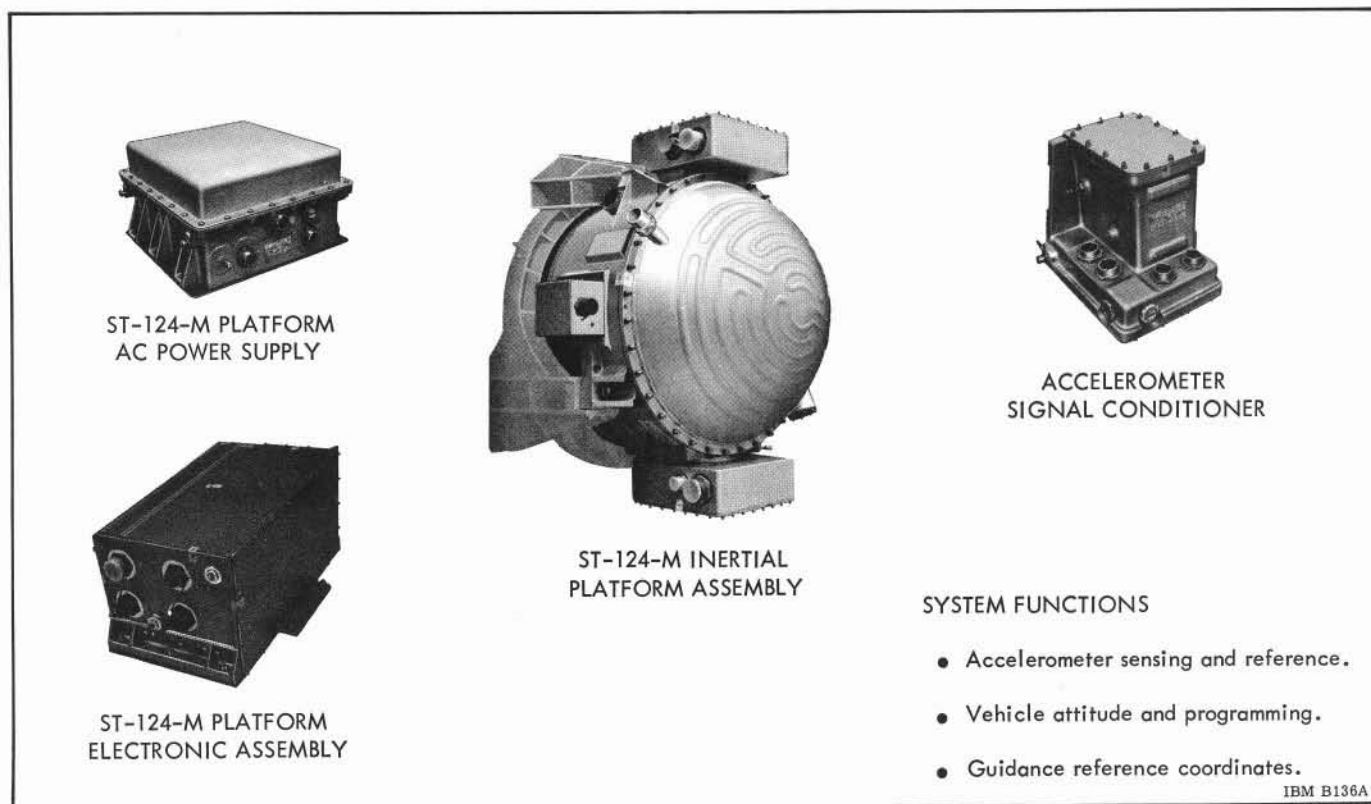 ST-124-M PLATFORM
AC POWER SUPPLY
ST-124-M PLATFORM
ELECTRONIC ASSEMBLY
ST-124-M INERTIAL
PLATFORM ASSEMBLY
ACCELEROMETER
SIGNAL CONDITIONER
SYSTEM FUNCTIONS
● Accelerometer sensing and reference.
● Vehicle attitude and programming.
● Guidance reference coordinates.
IBM B136A